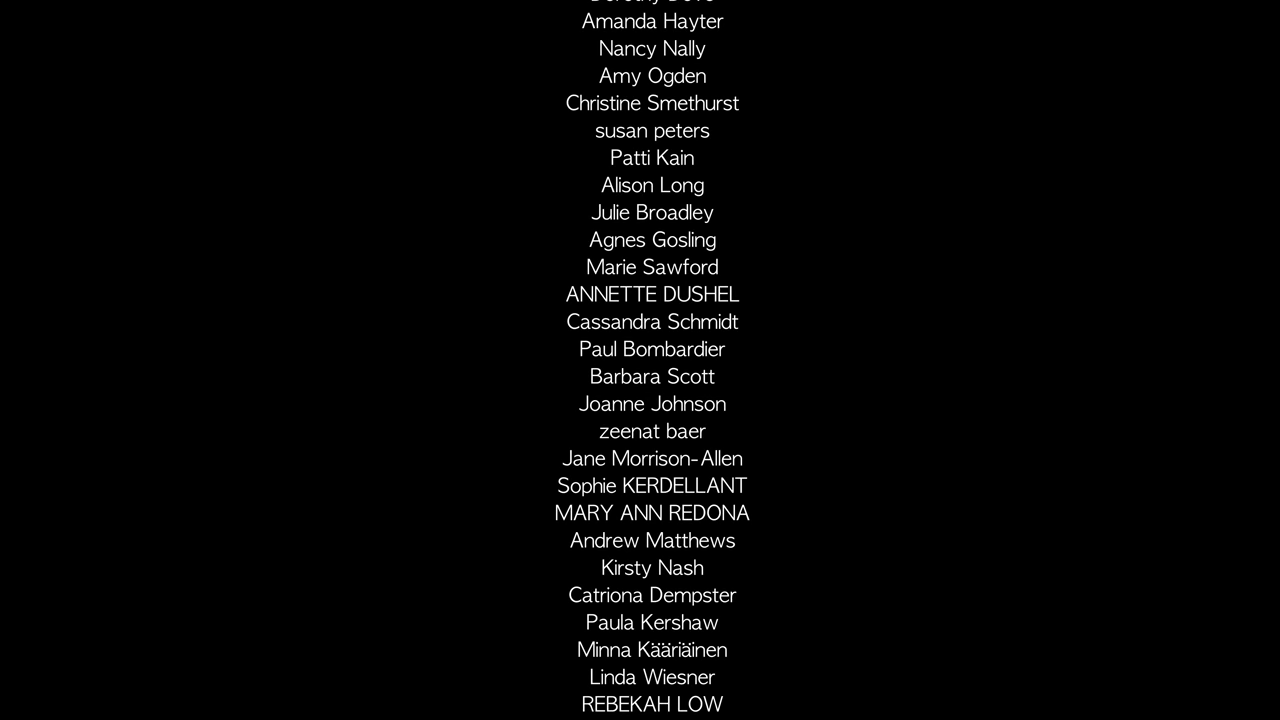 Amanda Hayter
Nancy Nally
Amy Ogden
Christine Smethurst
susan peters
Patti Kain
Alison Long
Julie Broadley
Agnes Gosling
Marie Sawford
ANNETTE DUSHEL
Cassandra Schmidt
Paul Bombardier
Barbara Scott
Joanne Johnson
zeenat baer
Jane Morrison-Allen
Sophie KERDELLANT
MARY ANN REDONA
Andrew Matthews
Kirsty Nash
Catriona Dempster
Paula Kershaw
Minna Kääriäinen
Linda Wiesner
REBEKAH LOW